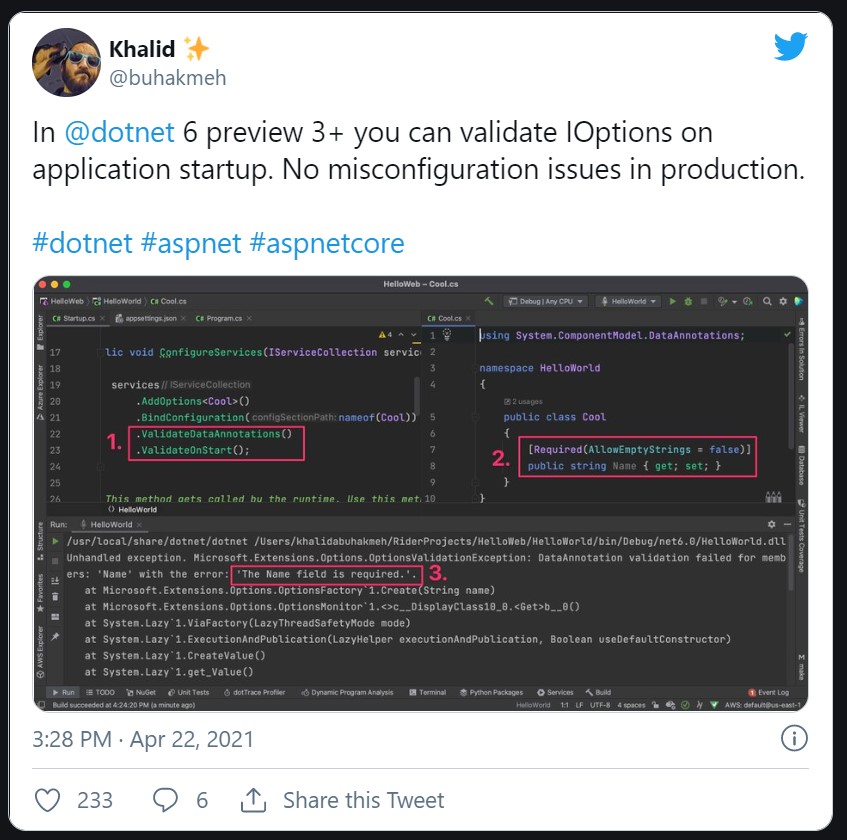 Khalid ✨
@buhakmeh
In @dotnet 6 preview 3+ you can validate IOptions on
application startup. No misconfiguration issues in production.
#dotnet #aspnet #aspnetcore
HelloWeb – Cool.cs
HelloWeb HelloWorld C# Cool.cs
Debug | Any CPU HelloWorld
C# Startup.cs appsettings.json C# Program.cs
C# Cool.cs
Explorer
Azure Explorer
4
17 lic void ConfigureServices(IServiceCollection servic
18
19 services // IServiceCollection
20 .AddOptions<Cool>()
21 .BindConfiguration( configSectionPath: nameof(Cool))
22 .ValidateDataAnnotations()
23 .ValidateOnStart();
1.
24
25
26 This method gets called by the runtime. Use this met
HelloWorld
1 using System.ComponentModel.DataAnnotations;
2
3 namespace HelloWorld
4 {
2 usages
5 public class Cool
6 {
7 [Required(AllowEmptyStrings = false)]
8 public string Name { get; set; }
2.
9 }
10 }
Errors In Solution
IL Viewer
Database
Unit Tests Coverage
make
Structure
Favorites
AWS Explorer
Run: HelloWorld
/usr/local/share/dotnet/dotnet /Users/khalidabuhakmeh/RiderProjects/HelloWeb/HelloWorld/bin/Debug/net6.0/HelloWorld.dll
Unhandled exception. Microsoft.Extensions.Options.OptionsValidationException: DataAnnotation validation failed for memb
ers: 'Name' with the error: 'The Name field is required.'. 3.
at Microsoft.Extensions.Options.OptionsFactory`1.Create(String name)
at Microsoft.Extensions.Options.OptionsMonitor`1.<>c__DisplayClass10_0.<Get>b__0()
at System.Lazy`1.ViaFactory(LazyThreadSafetyMode mode)
at System.Lazy`1.ExecutionAndPublication(LazyHelper executionAndPublication, Boolean useDefaultConstructor)
at System.Lazy`1.CreateValue()
at System.Lazy`1.get_Value()
Run TODO NuGet Unit Tests dotTrace Profiler Dynamic Program Analysis Terminal Python Packages Services Build 1 Event Log
Build succeeded at 4:24:20 PM (a minute ago) HelloWorld 1:1 LF UTF-8 4 spaces AWS: default@us-east-1
3:28 PM · Apr 22, 2021
233 6 Share this Tweet